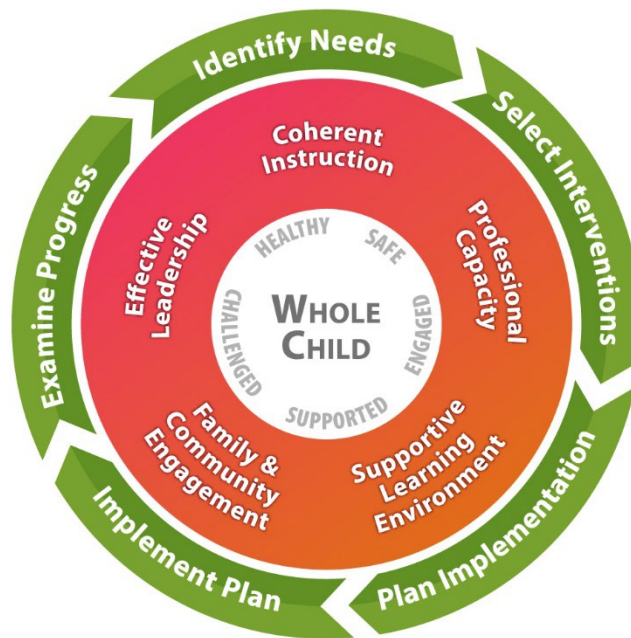 Identify Needs
Select Interventions
Plan Implementation
Implement Plan
Examine Progress
Coherent
Instruction
Professional
Capacity
Supportive
Learning
Environment
Family &
Community
Engagement
Effective
Leadership
HEALTHY
SAFE
ENGAGED
SUPPORTED
CHALLENGED
WHOLE
CHILD